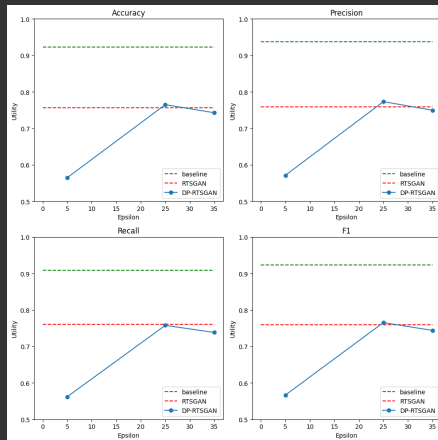 Accuracy
1.0
0.9
0.8
0.7
0.6
0.5
Utility
0 5 10 15 20 25 30 35
Epsilon
baseline
RTSGAN
DP-RTSGAN
Precision
1.0
0.9
0.8
0.7
0.6
0.5
Utility
0 5 10 15 20 25 30 35
Epsilon
baseline
RTSGAN
DP-RTSGAN
Recall
1.0
0.9
0.8
0.7
0.6
0.5
Utility
0 5 10 15 20 25 30 35
Epsilon
baseline
RTSGAN
DP-RTSGAN
F1
1.0
0.9
0.8
0.7
0.6
0.5
Utility
0 5 10 15 20 25 30 35
Epsilon
baseline
RTSGAN
DP-RTSGAN